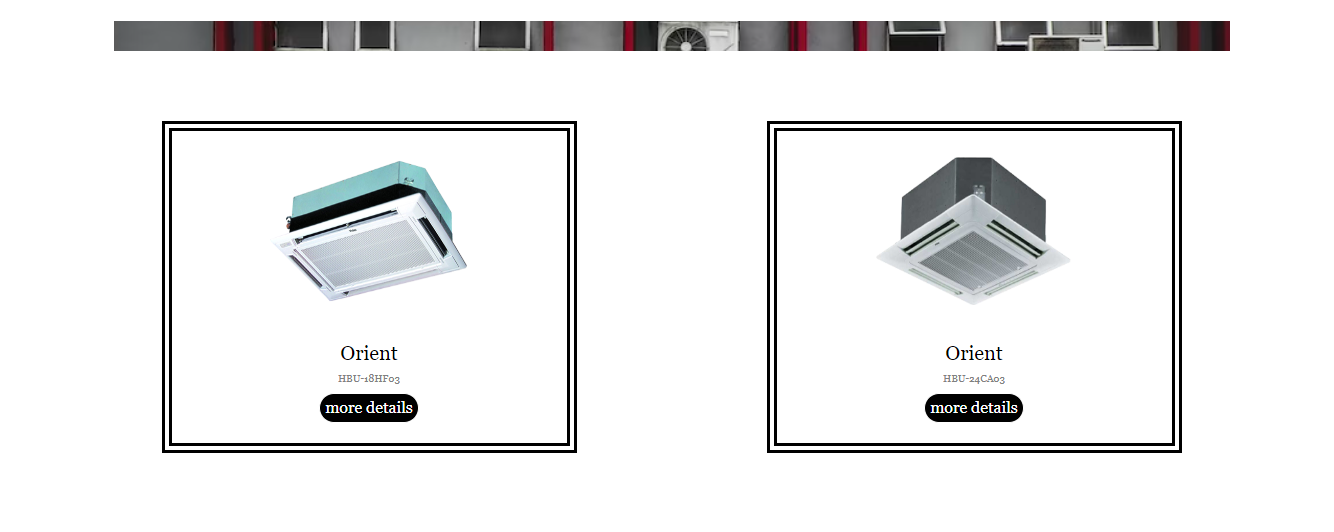 Orient
HBU-18HF03
more details
Orient
HBU-24CA03
more details